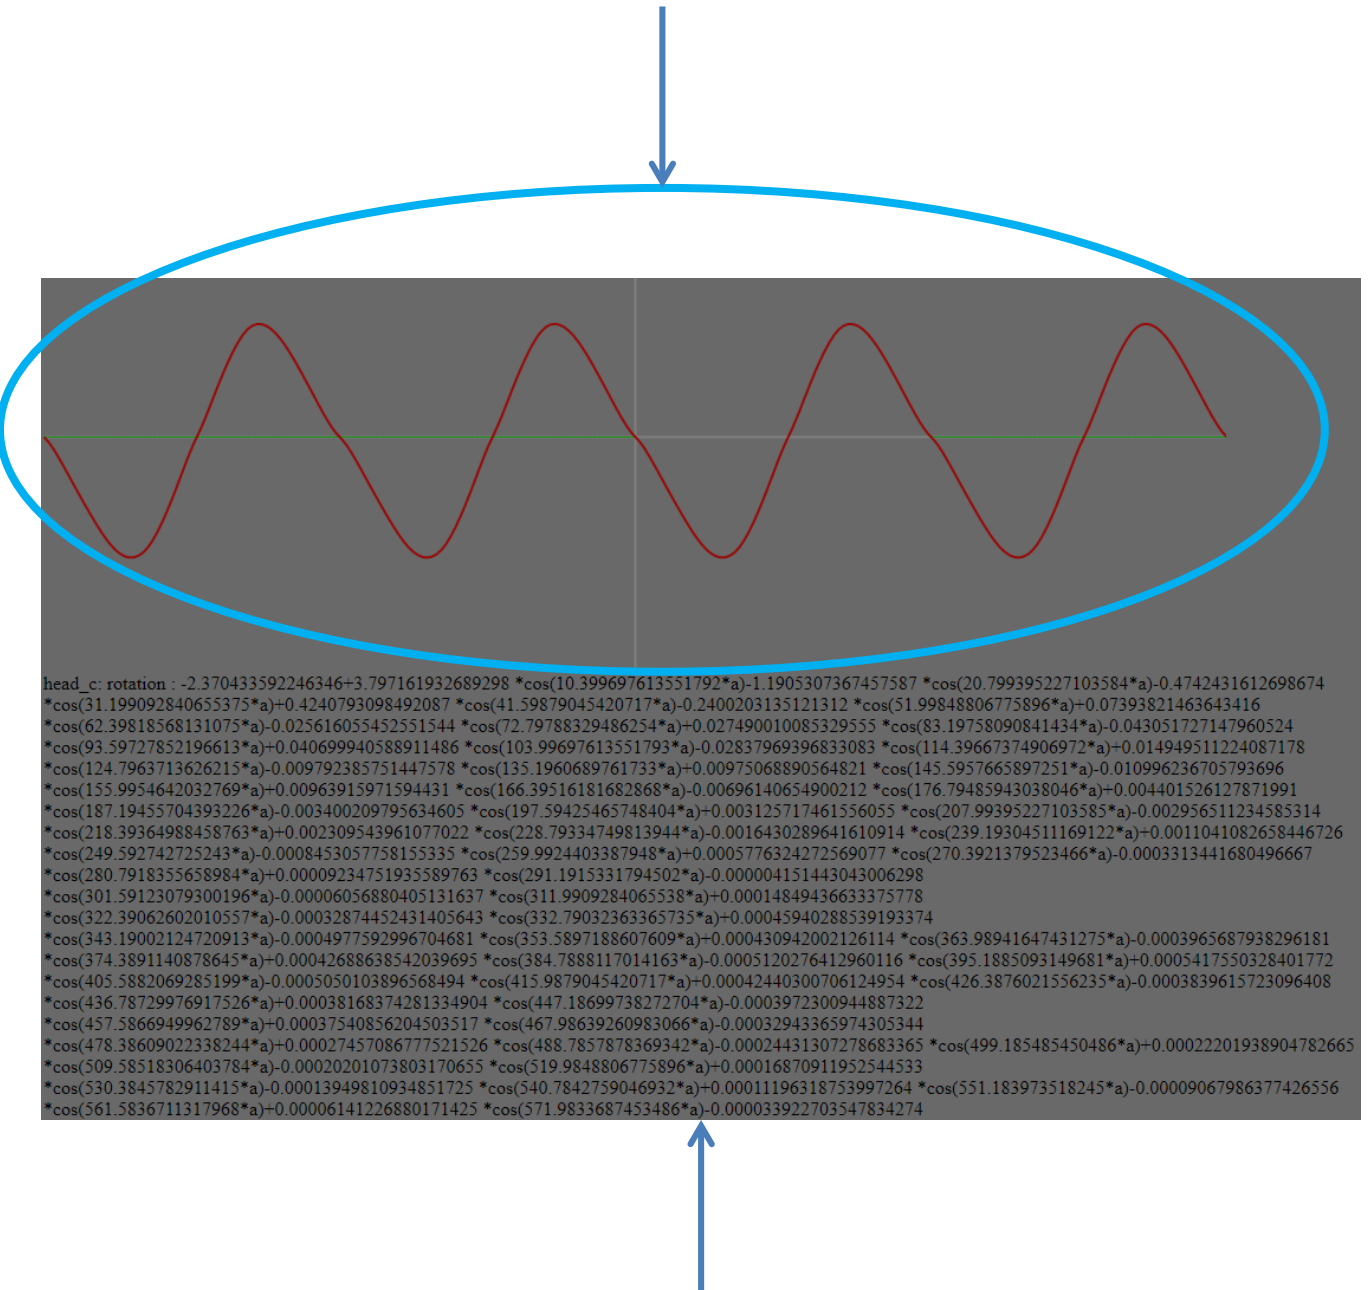 head_c: rotation : -2.370433592246346+3.797161932689298 *cos(10.399697613551792*a)-1.1905307367457587 *cos(20.799395227103584*a)-0.4742431612698674
*cos(31.199092840655375*a)+0.4240793098492087 *cos(41.59879045420717*a)-0.2400203135121312 *cos(51.99848806775896*a)+0.07393821463643416
*cos(62.39818568131075*a)-0.025616055452551544 *cos(72.79788329486254*a)+0.027490010085329555 *cos(83.19758090841434*a)-0.043051727147960524
*cos(93.59727852196613*a)+0.040699940588911486 *cos(103.99697613551793*a)-0.02837969396833083 *cos(114.39667374906972*a)+0.014949511224087178
*cos(124.7963713626215*a)-0.009792385751447578 *cos(135.1960689761733*a)+0.00975068890564821 *cos(145.5957665897251*a)-0.010996236705793696
*cos(155.9954642032769*a)+0.00963915971594431 *cos(166.39516181682868*a)-0.00696140654900212 *cos(176.79485943038046*a)+0.004401526127871991
*cos(187.19455704393226*a)-0.003400209795634605 *cos(197.59425465748404*a)+0.003125717461556055 *cos(207.99395227103585*a)-0.002956511234585314
*cos(218.39364988458763*a)+0.002309543961077022 *cos(228.79334749813944*a)-0.0016430289641610914 *cos(239.19304511169122*a)+0.0011041082658446726
*cos(249.592742725243*a)-0.0008453057758155335 *cos(259.9924403387948*a)+0.0005776324272569077 *cos(270.3921379523466*a)-0.0003313441680496667
*cos(280.7918355658984*a)+0.00009234751935589763 *cos(291.1915331794502*a)-0.000004151443043006298
*cos(301.59123079300196*a)-0.00006056880405131637 *cos(311.9909284065538*a)+0.00014849436633375778
*cos(322.39062602010557*a)-0.00032874452431405643 *cos(332.79032363365735*a)+0.00045940288539193374
*cos(343.19002124720913*a)-0.0004977592996704681 *cos(353.5897188607609*a)+0.000430942002126114 *cos(363.98941647431275*a)-0.0003965687938296181
*cos(374.3891140878645*a)+0.00042688638542039695 *cos(384.7888117014163*a)-0.0005120276412960116 *cos(395.1885093149681*a)+0.0005417550328401772
*cos(405.5882069285199*a)-0.0005050103896568494 *cos(415.9879045420717*a)+0.00042440300706124954 *cos(426.3876021556235*a)-0.0003839615723096408
*cos(436.78729976917526*a)+0.00038168374281334904 *cos(447.18699738272704*a)-0.0003972300944887322
*cos(457.5866949962789*a)+0.00037540856204503517 *cos(467.98639260983066*a)-0.00032943365974305344
*cos(478.38609022338244*a)+0.00027457086777521526 *cos(488.7857878369342*a)-0.00024431307278683365 *cos(499.185485450486*a)+0.00022201938904782665
*cos(509.5851830640378​4*a)-0.00020201073803170655 *cos(519.9848806775896*a)+0.00016870911952544533
*cos(530.3845782911415*a)-0.00013949810934851725 *cos(540.7842759046932*a)+0.00011196318753997264 *cos(551.183973518245*a)-0.00009067986377426556
*cos(561.5836711317968*a)+0.00006141226880171425 *cos(571.9833687453486*a)-0.000033922703547834274